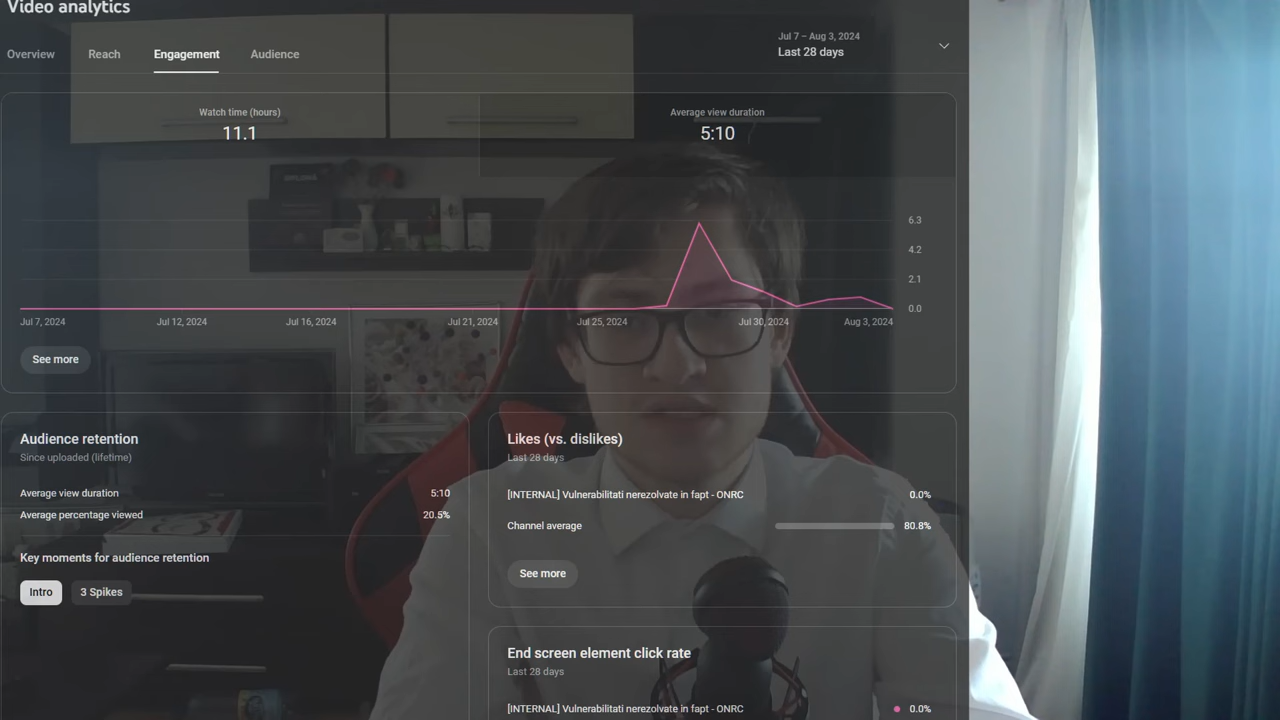 Video analytics
Overview Reach Engagement Audience
Jul 7 – Aug 3, 2024
Last 28 days
Watch time (hours)
11.1
Average view duration
5:10
6.3
4.2
2.1
0.0
Jul 7, 2024 Jul 12, 2024 Jul 16, 2024 Jul 21, 2024 Jul 25, 2024 Jul 30, 2024 Aug 3, 2024
See more
Audience retention
Since uploaded (lifetime)
Average view duration 5:10
Average percentage viewed 20.5%
Key moments for audience retention
Intro 3 Spikes
Likes (vs. dislikes)
Last 28 days
[INTERNAL] Vulnerabilitati nerezolvate in fapt - ONRC 0.0%
Channel average 80.8%
See more
End screen element click rate
Last 28 days
[INTERNAL] Vulnerabilitati nerezolvate in fapt - ONRC 0.0%